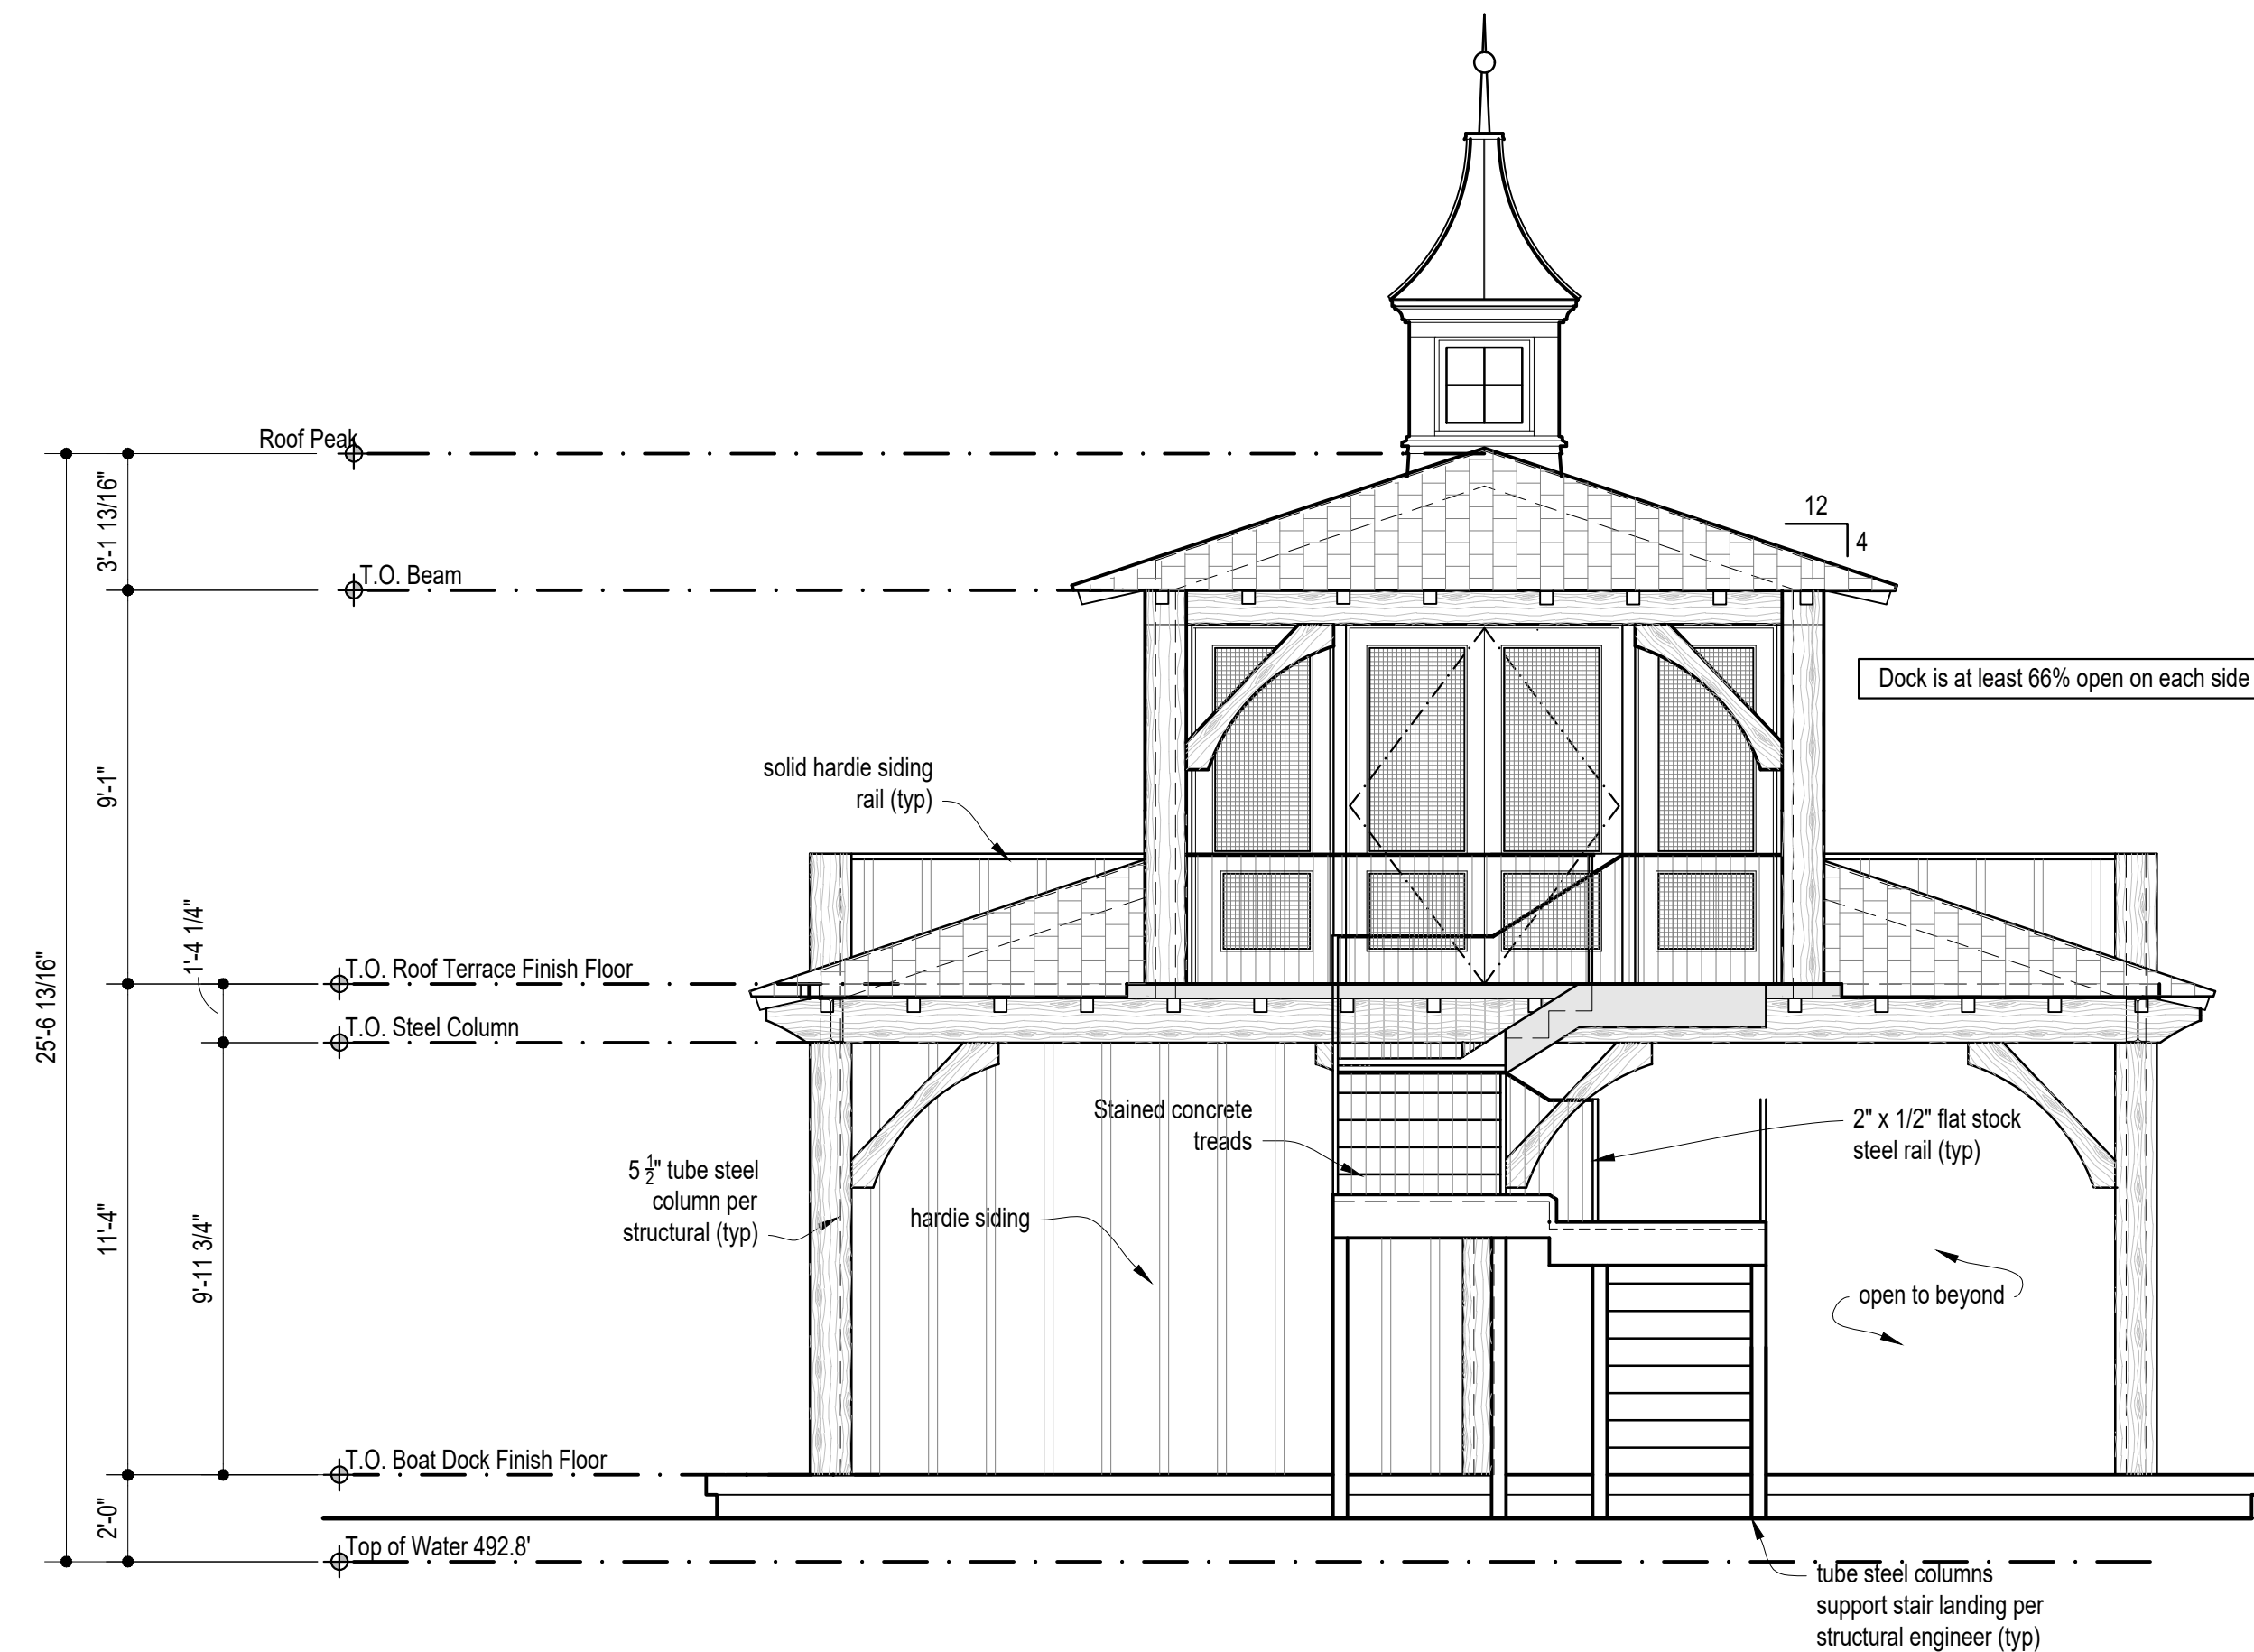 Roof Peak
3'-1 13/16"
12
4
T.O. Beam
Dock is at least 66% open on each side
9'-1"
solid hardie siding
rail (typ)
1'-4 1/4"
25'-6 13/16"
T.O. Roof Terrace Finish Floor
T.O. Steel Column
Stained concrete
treads
2" x 1/2" flat stock
steel rail (typ)
5 1/2" tube steel
column per
structural (typ)
hardie siding
11'-4"
9'-11 3/4"
open to beyond
T.O. Boat Dock Finish Floor
2'-0"
Top of Water 492.8'
tube steel columns
support stair landing per
structural engineer (typ)